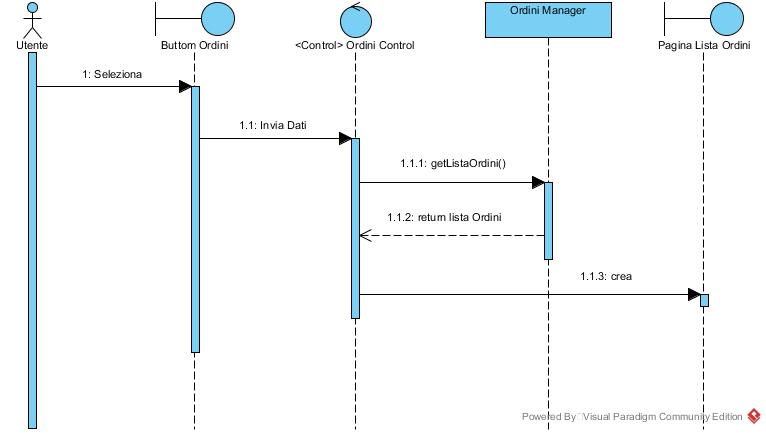 Ordini Manager
Utente
Buttom Ordini
<Control> Ordini Control
Pagina Lista Ordini
1: Seleziona
1.1: Invia Dati
1.1.1: getListaOrdini()
1.1.2: return lista Ordini
1.1.3: crea
Powered By Visual Paradigm Community Edition